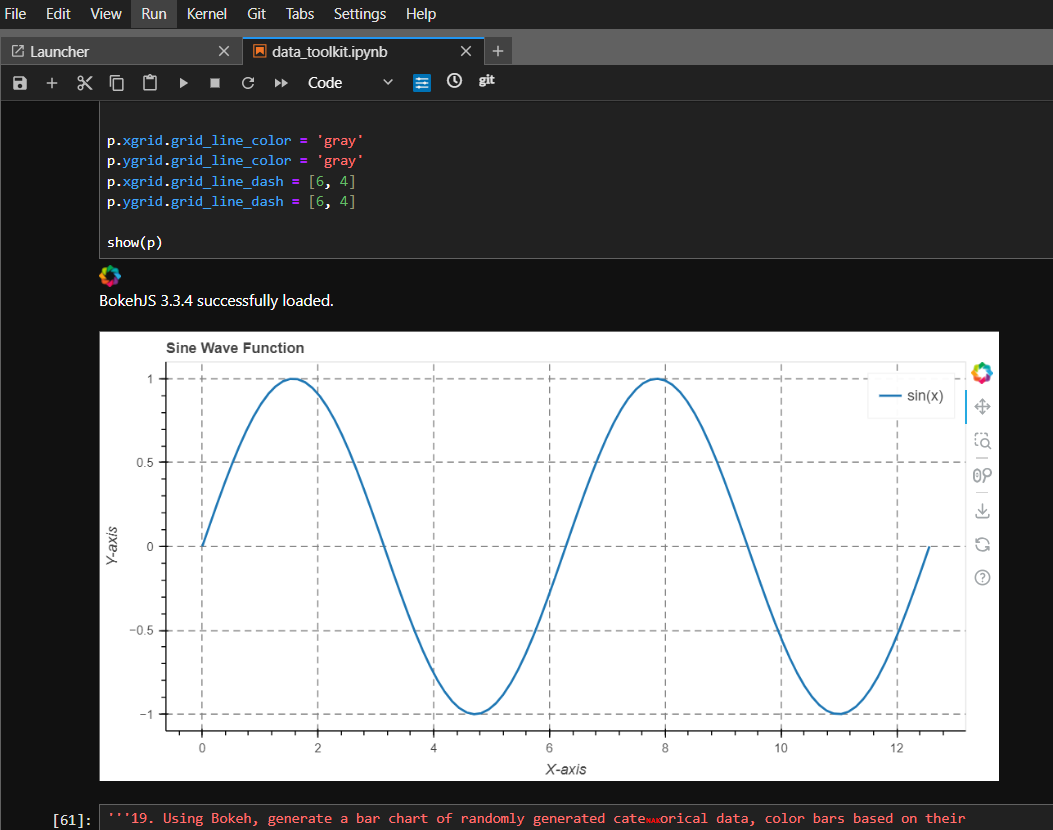 File Edit View Run Kernel Git Tabs Settings Help
Launcher data_toolkit.ipynb
Code git
p.xgrid.grid_line_color = 'gray'
p.ygrid.grid_line_color = 'gray'
p.xgrid.grid_line_dash = [6, 4]
p.ygrid.grid_line_dash = [6, 4]
show(p)
BokehJS 3.3.4 successfully loaded.
Sine Wave Function
sin(x)
1
0.5
0
−0.5
−1
Y-axis
0 2 4 6 8 10 12
X-axis
[61]: '''19. Using Bokeh, generate a bar chart of randomly generated cateNAKorical data, color bars based on their